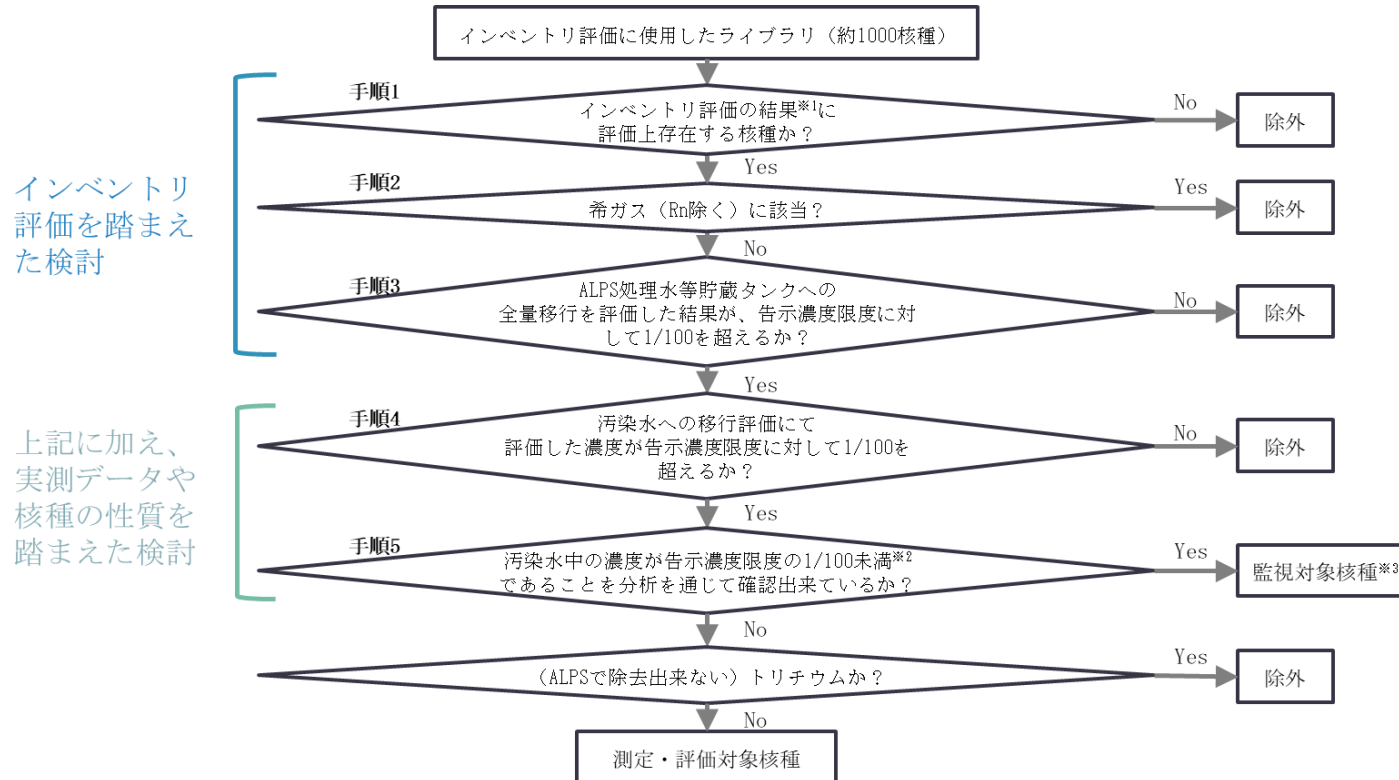 インベントリ評価に使用したライブラリ（約1000核種）
手順1
インベントリ評価の結果※1に
評価上存在する核種か？
No
除外
Yes
手順2
希ガス（Rn除く）に該当？
Yes
除外
No
手順3
ALPS処理水等貯蔵タンクへの
全量移行を評価した結果が、告示濃度限度に対
して1/100を超えるか？
No
除外
Yes
インベントリ
評価を踏まえ
た検討
手順4
汚染水への移行評価にて
評価した濃度が告示濃度限度に対して1/100を
超えるか？
No
除外
Yes
手順5
汚染水中の濃度が告示濃度限度の1/100未満※2
であることを分析を通じて確認出来ているか？
Yes
監視対象核種※3
No
上記に加え、
実測データや
核種の性質を
踏まえた検討
（ALPSで除去出来ない）トリチウムか？
Yes
除外
No
測定・評価対象核種